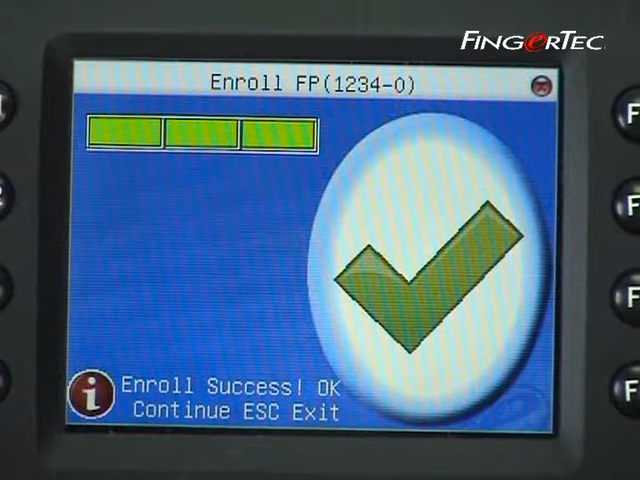 FingerTec
Enroll FP(1234-0)
Enroll Success! OK
Continue ESC Exit
F
F
F
F